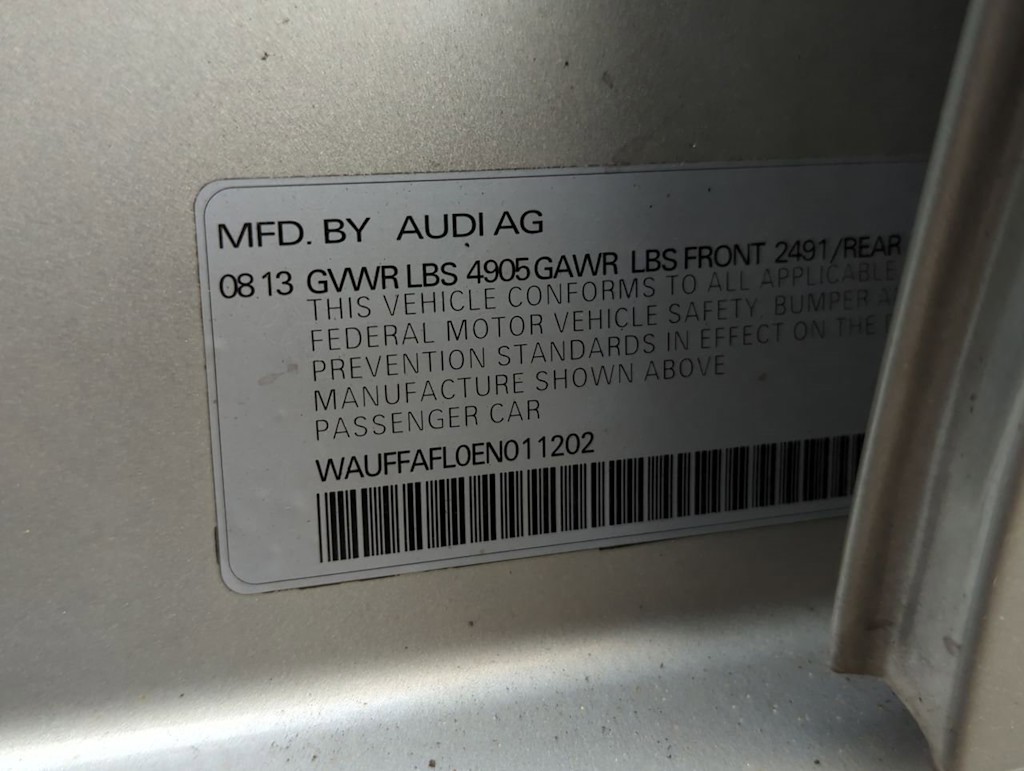 MFD. BY AUDI AG
08 13 GVWR LBS 4905 GAWR LBS FRONT 2491/REAR
THIS VEHICLE CONFORMS TO ALL APPLICABLE
FEDERAL MOTOR VEHICLE SAFETY, BUMPER
PREVENTION STANDARDS IN EFFECT ON THE
MANUFACTURE SHOWN ABOVE
PASSENGER CAR
WAUFFAFL0EN011202